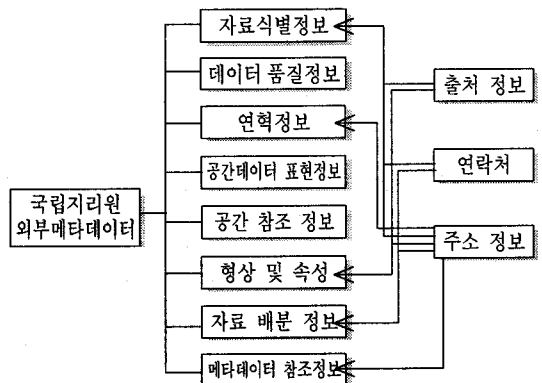 자료식별정보
데이터 품질정보
연혁정보
공간데이터 표현정보
공간 참조 정보
형상 및 속성
자료 배분 정보
메타데이터 참조정보
국립지리원
외부메타데이터
출처 정보
연락처
주소 정보